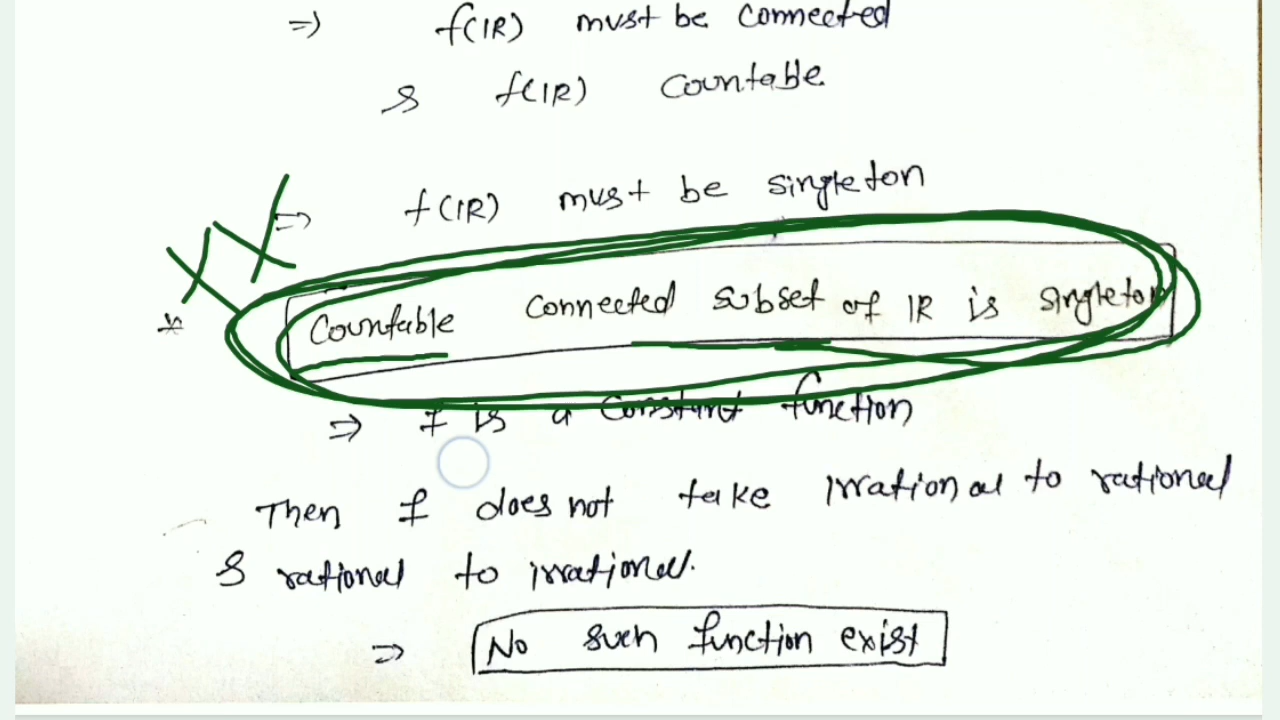 ⇒ f(IR) must be connected
& f(IR) Countable
⇒ f(IR) must be singleton
* Countable Connected subset of IR is singleton
⇒ f is a constant function
Then f does not take irrational to rational
& rational to irrational.
⇒ No such function exist